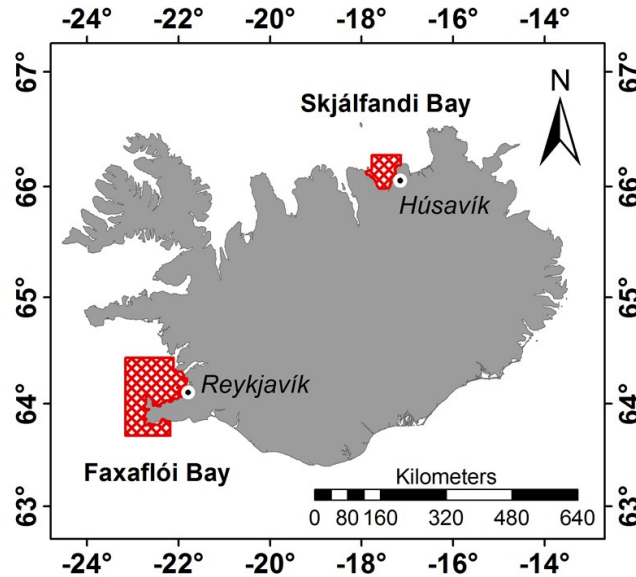 -24° -22° -20° -18° -16° -14°
67° 67°
N
Skjálfandi Bay
66° 66°
Húsavík
65° 65°
Reykjavík
64° 64°
Faxaflói Bay
Kilometers
63° 63°
0 80 160 320 480 640
-24° -22° -20° -18° -16° -14°